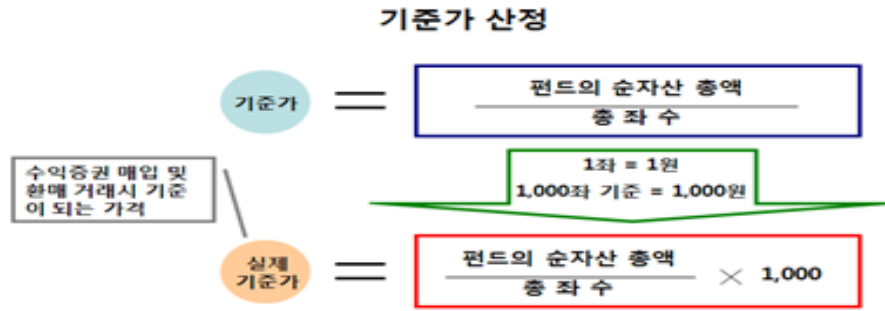 기준가 산정
기준가 = 펀드의 순자산 총액
총 좌 수
1좌 = 1원
1,000좌 기준 = 1,000원
수익증권 매입 및
환매 거래시 기준
이 되는 가격
실제
기준가 = 펀드의 순자산 총액
총 좌 수
× 1,000